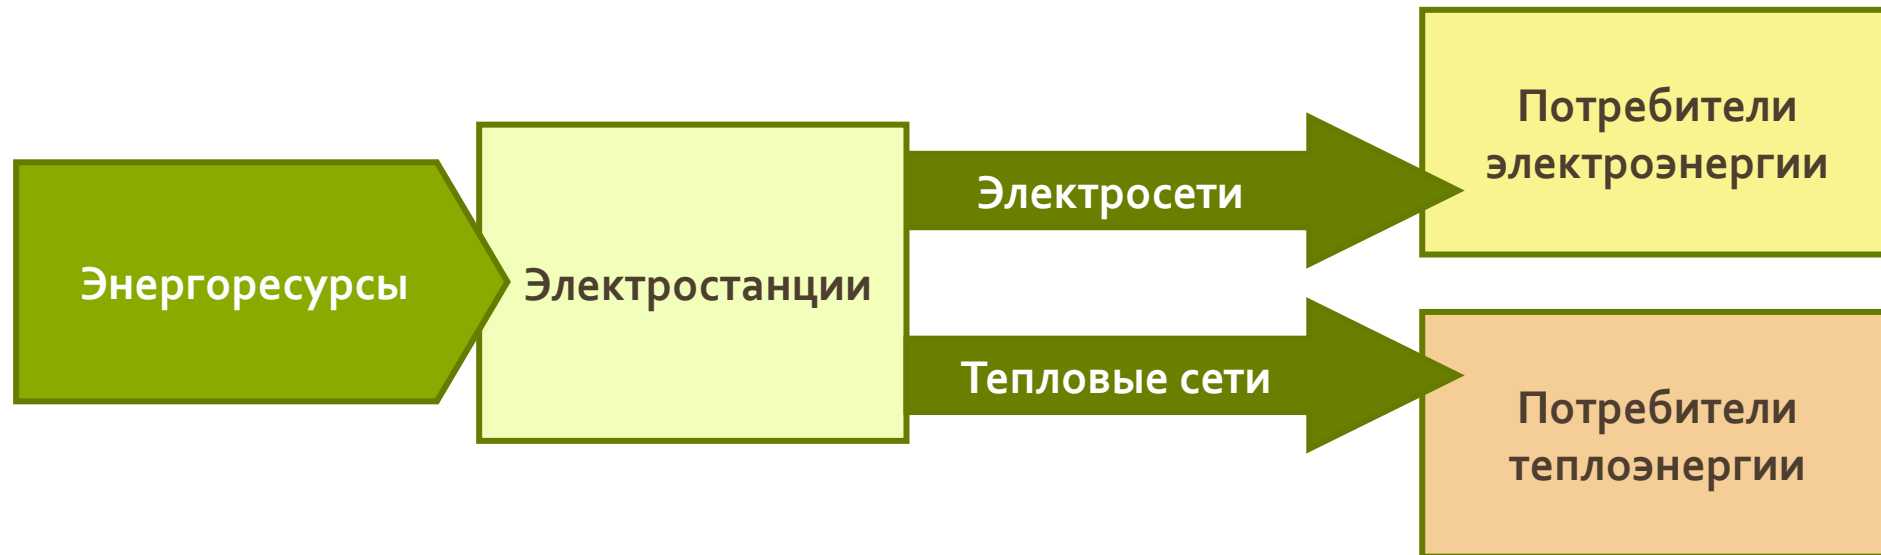 Энергоресурсы
Электростанции
Электросети
Тепловые сети
Потребители
электроэнергии
Потребители
теплоэнергии